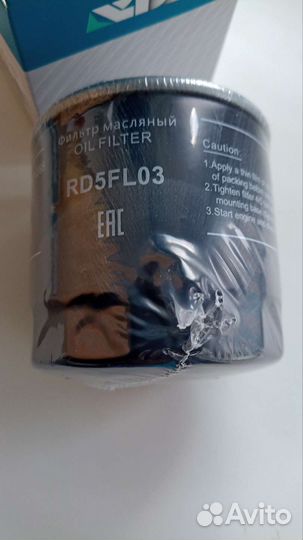 Фильтр масляный
OIL FILTER
RD5FL03
EAC
Caution:
1.Apply a thin film
of packing before
2.Tighten filter
mounting
3.Start engine
Avito